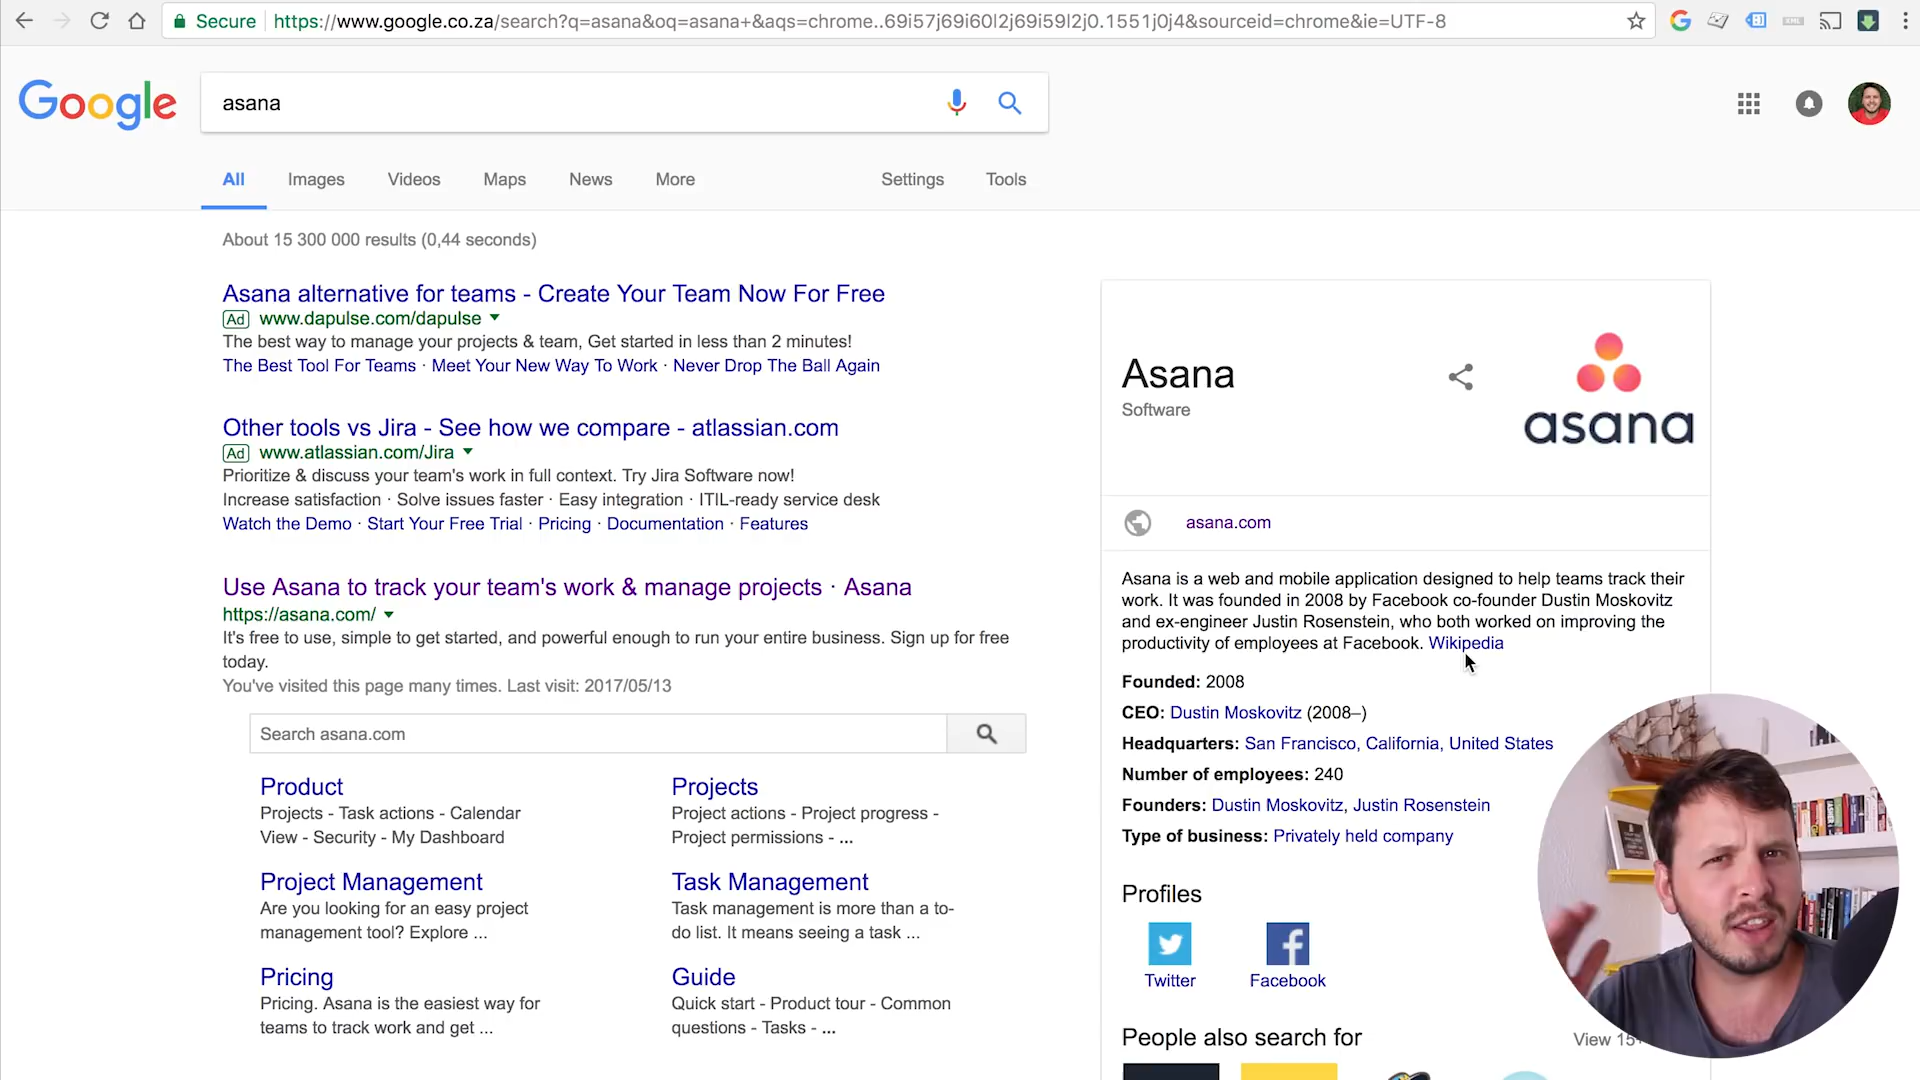 Secure
https://www.google.co.za/search?q=asana&oq=asana+&aqs=chrome..69i57j69i60l2j69i59l2j0.1551j0j4&sourceid=chrome&ie=UTF-8
Google
asana
All
Images
Videos
Maps
News
More
Settings
Tools
About 15 300 000 results (0,44 seconds)
Asana alternative for teams - Create Your Team Now For Free
Ad www.dapulse.com/dapulse
The best way to manage your projects & team, Get started in less than 2 minutes!
The Best Tool For Teams · Meet Your New Way To Work · Never Drop The Ball Again
Other tools vs Jira - See how we compare - atlassian.com
Ad www.atlassian.com/Jira
Prioritize & discuss your team's work in full context. Try Jira Software now!
Increase satisfaction · Solve issues faster · Easy integration · ITIL-ready service desk
Watch the Demo · Start Your Free Trial · Pricing · Documentation · Features
Use Asana to track your team's work & manage projects · Asana
https://asana.com/
It's free to use, simple to get started, and powerful enough to run your entire business. Sign up for free
today.
You've visited this page many times. Last visit: 2017/05/13
Search asana.com
Product
Projects - Task actions - Calendar
View - Security - My Dashboard
Projects
Project actions - Project progress -
Project permissions - ...
Project Management
Are you looking for an easy project
management tool? Explore ...
Task Management
Task management is more than a to-
do list. It means seeing a task ...
Pricing
Pricing. Asana is the easiest way for
teams to track work and get ...
Guide
Quick start - Product tour - Common
questions - Tasks - ...
Asana
Software
asana
asana.com
Asana is a web and mobile application designed to help teams track their
work. It was founded in 2008 by Facebook co-founder Dustin Moskovitz
and ex-engineer Justin Rosenstein, who both worked on improving the
productivity of employees at Facebook. Wikipedia
Founded: 2008
CEO: Dustin Moskovitz (2008–)
Headquarters: San Francisco, California, United States
Number of employees: 240
Founders: Dustin Moskovitz, Justin Rosenstein
Type of business: Privately held company
Profiles
Twitter
Facebook
People also search for
View 15